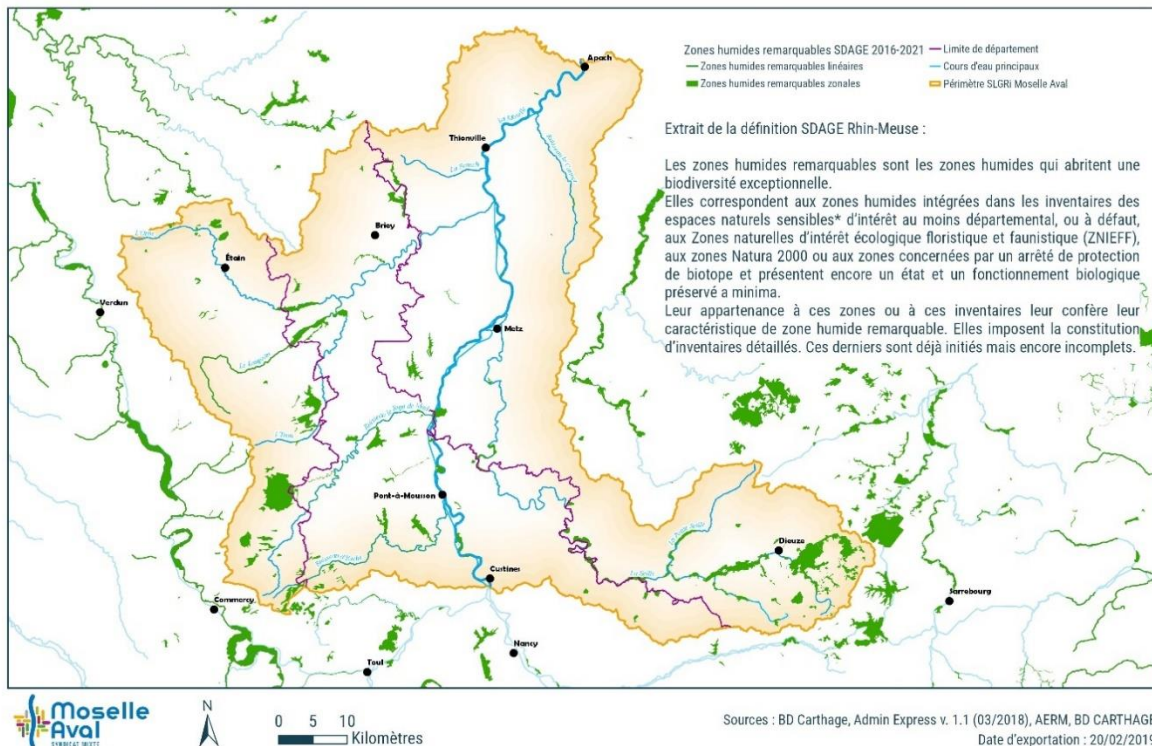 Zones humides remarquables SDAGE 2016-2021
Zones humides remarquables linéaires
Zones humides remarquables zonales
Limite de département
Cours d'eau principaux
Périmètre SLGRi Moselle Aval
Extrait de la définition SDAGE Rhin-Meuse :
Les zones humides remarquables sont les zones humides qui abritent une
biodiversité exceptionnelle.
Elles correspondent aux zones humides intégrées dans les inventaires des
espaces naturels sensibles* d'intérêt au moins départemental, ou à défaut,
aux Zones naturelles d'intérêt écologique floristique et faunistique (ZNIEFF),
aux zones Natura 2000 ou aux zones concernées par un arrêté de protection
de biotope et présentent encore un état et un fonctionnement biologique
préservé a minima.
Leur appartenance à ces zones ou à ces inventaires leur confère leur
caractéristique de zone humide remarquable. Elles imposent la constitution
d'inventaires détaillés. Ces derniers sont déjà initiés mais encore incomplets.
Apach
Thionville
Briey
L'Orne
Étain
Verdun
Metz
Pont-à-Mousson
Dieuze
La Seille
Custines
Commercy
Sarrebourg
Nancy
Toul
Moselle
Aval
SYNDICAT MIXTE
N
0 5 10
Kilomètres
Sources : BD Carthage, Admin Express v. 1.1 (03/2018), AERM, BD CARTHAGE
Date d'exportation : 20/02/2019